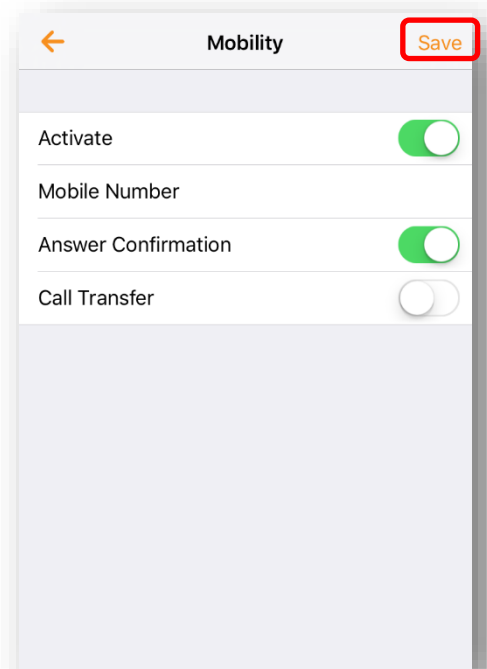 Mobility Save
Activate
Mobile Number
Answer Confirmation
Call Transfer